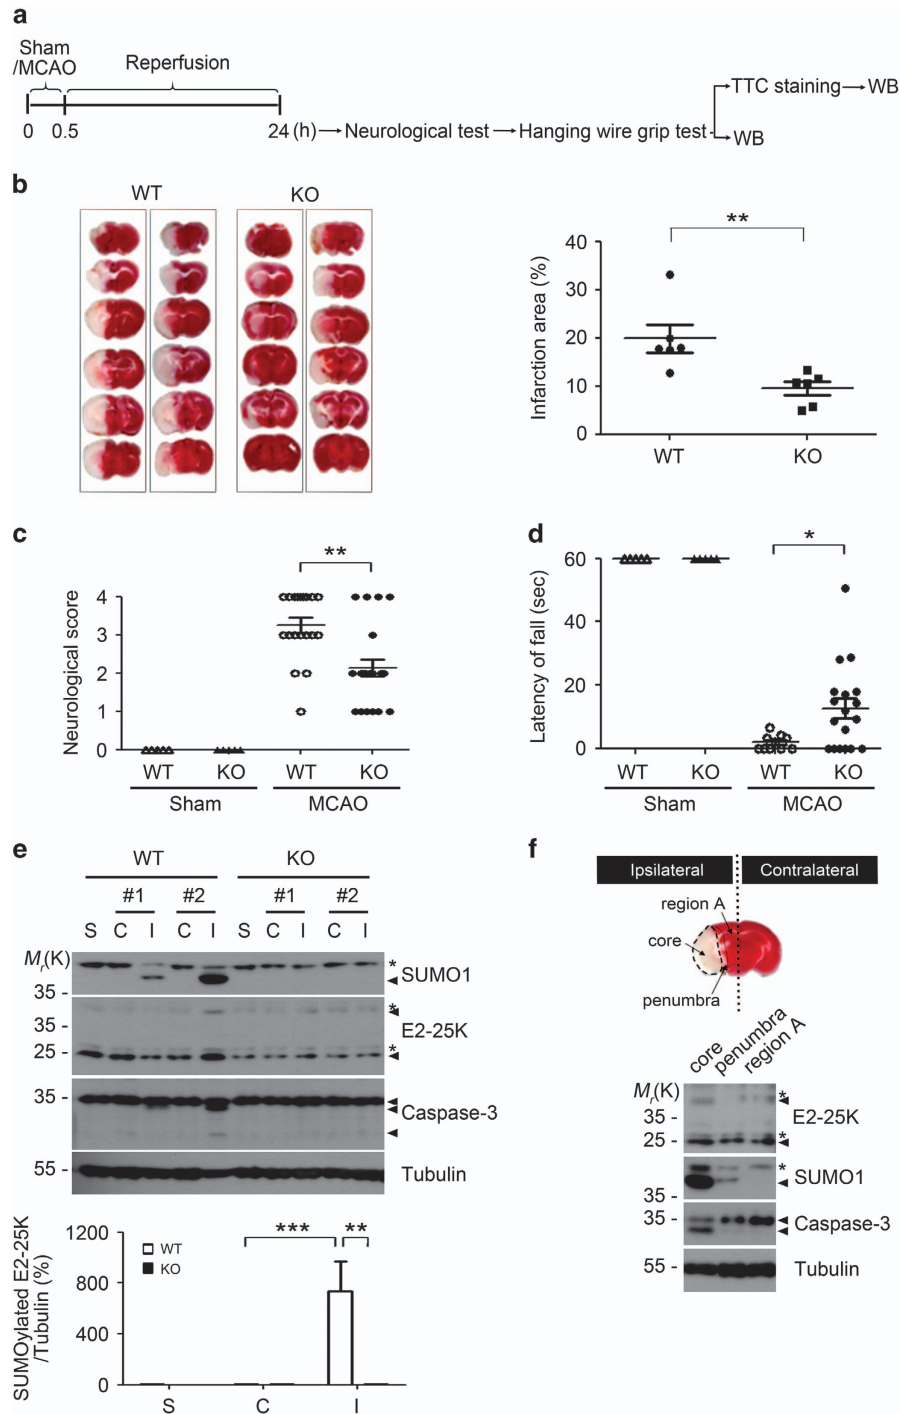 a
Sham
/MCAO
Reperfusion
0 0.5 24 (h) Neurological test Hanging wire grip test
TTC staining WB
WB
b
WT KO
**
Infarction area (%)
40
30
20
10
0
WT KO
c
**
Neurological score
4
3
2
1
0
WT KO WT KO
Sham MCAO
d
*
Latency of fall (sec)
60
40
20
0
WT KO WT KO
Sham MCAO
e
WT KO
#1 #2 #1 #2
S C I C I S C I C I
Mr(K)
*
SUMO1
35 -
*
E2-25K
35 -
*
25 -
35 -
Caspase-3
55 -
Tubulin
SUMOylated E2-25K
/Tubulin (%)
1200
800
400
0
WT
KO
*** **
S C I
f
Ipsilateral Contralateral
region A
core
penumbra
core penumbra region A
Mr(K)
*
E2-25K
35 -
*
25 -
*
SUMO1
35 -
35 -
Caspase-3
55 -
Tubulin